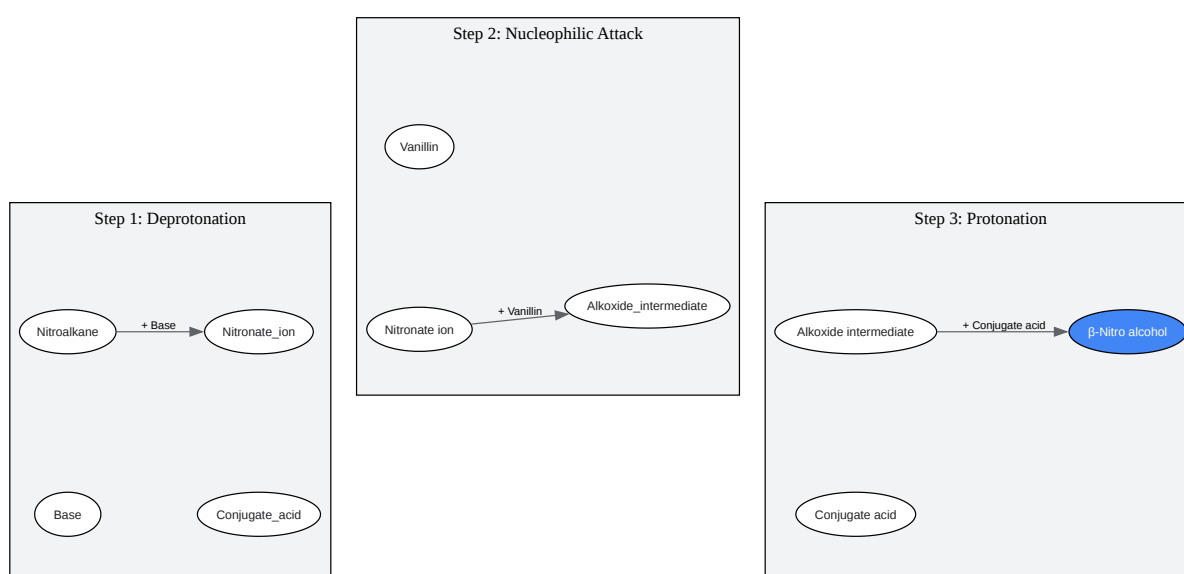 Step 1: Deprotonation
Nitroalkane
+ Base
Nitronate_ion
Base
Conjugate_acid
Step 2: Nucleophilic Attack
Vanillin
Nitronate ion
+ Vanillin
Alkoxide_intermediate
Step 3: Protonation
Alkoxide intermediate
+ Conjugate acid
β-Nitro alcohol
Conjugate acid